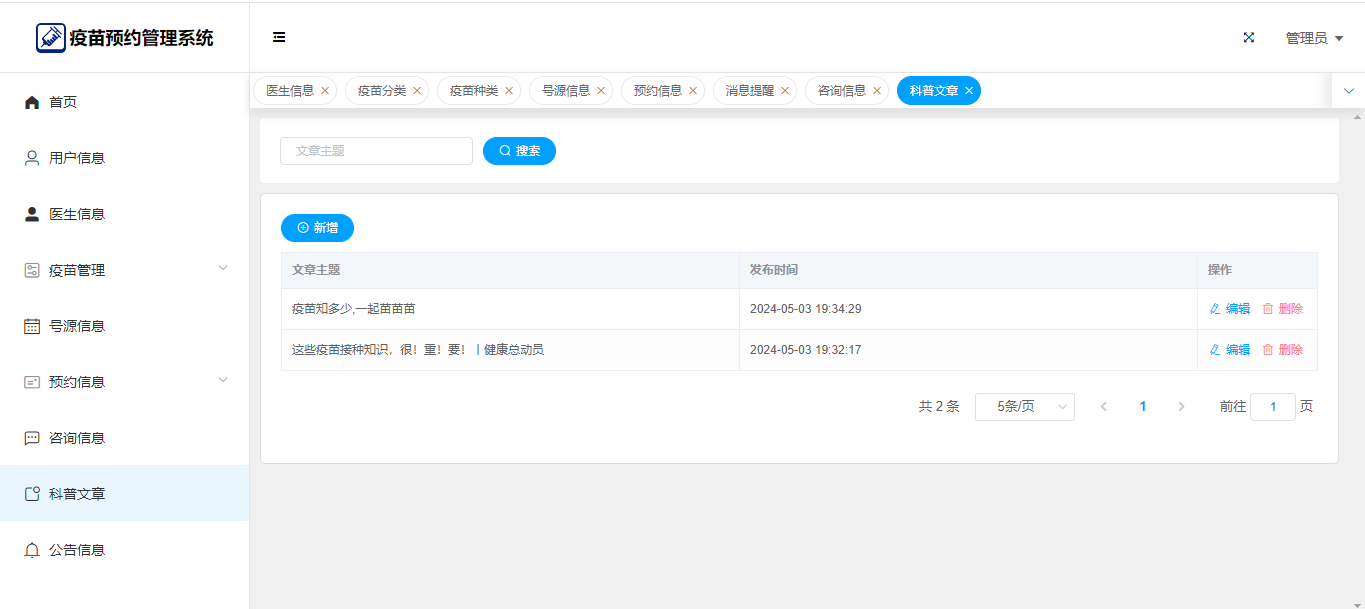 疫苗预约管理系统
管理员
医生信息
疫苗分类
疫苗种类
号源信息
预约信息
消息提醒
咨询信息
科普文章
首页
用户信息
医生信息
疫苗管理
号源信息
预约信息
咨询信息
科普文章
公告信息
文章主题
搜索
新增
文章主题 发布时间 操作
疫苗知多少,一起苗苗苗 2024-05-03 19:34:29 编辑 删除
这些疫苗接种知识，很！重！要！丨健康总动员 2024-05-03 19:32:17 编辑 删除
共 2 条 5条/页 1 前往 1 页